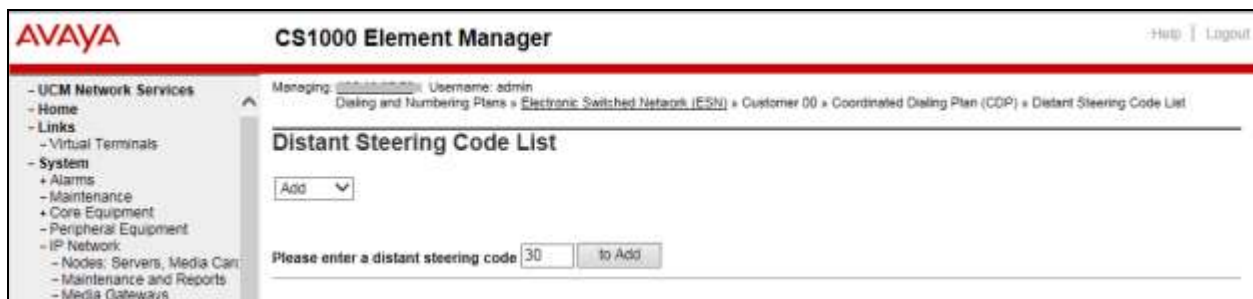 AVAYA
CS1000 Element Manager
Help | Logout
- UCM Network Services
- Home
- Links
- Virtual Terminals
- System
+ Alarms
- Maintenance
+ Core Equipment
- Peripheral Equipment
- IP Network
- Nodes: Servers, Media Card
- Maintenance and Reports
- Media Gateways
Managing: Username: admin
Dialing and Numbering Plans » Electronic Switched Network (ESN) » Customer 00 » Coordinated Dialing Plan (CDP) » Distant Steering Code List
Distant Steering Code List
Add
Please enter a distant steering code 30 to Add